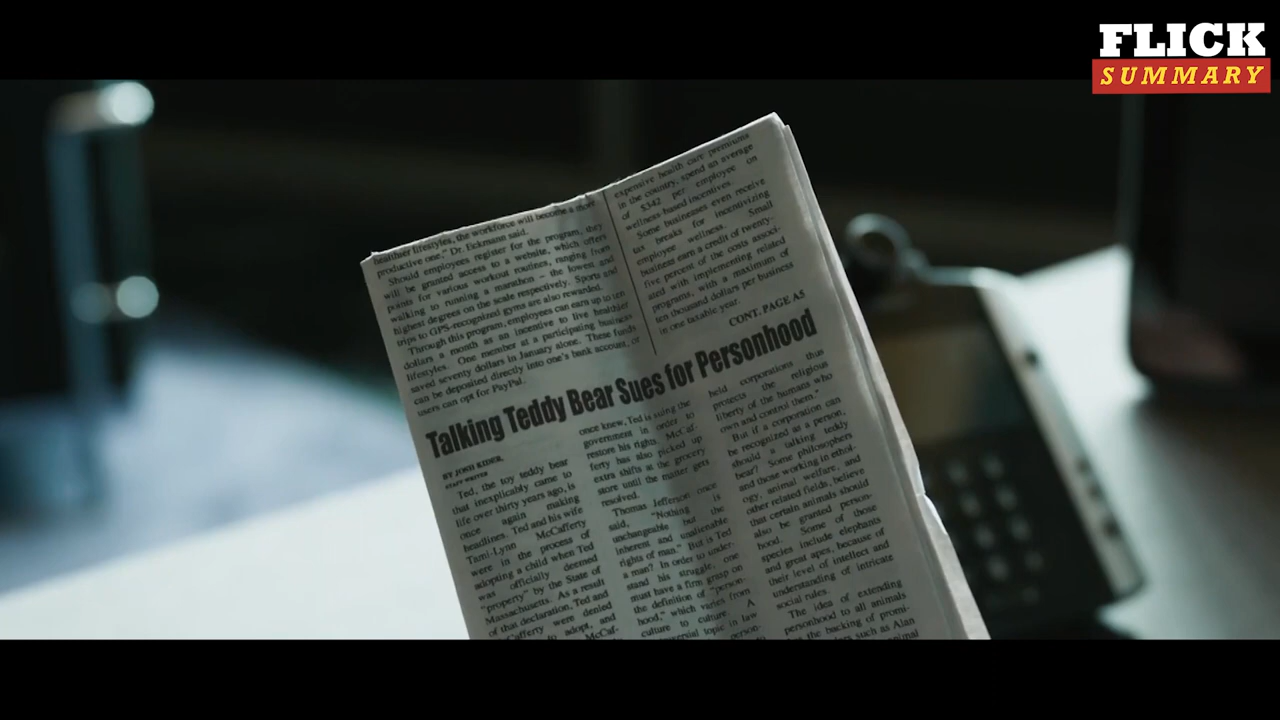 FLICK
SUMMARY
healthier lifestyles, the workforce will become a more
productive one," Dr. Eckmann said.
Should employees register for the program, they
will be granted access to a website, which offers
points for various workout routines, ranging from
walking to running a marathon – the lowest and
highest degrees on the scale respectively. Sports and
trips to GPS-recognized gyms are also rewarded.
Through this program, employees can earn up to ten
dollars a month as an incentive to live healthier
lifestyles. One member at a participating business
saved seventy dollars in January alone. These funds
can be deposited directly into one's bank account, or
users can opt for PayPal.
expensive health care premiums
in the country, spend an average
of $342 per employee on
wellness-based incentives.
Some businesses even receive
tax breaks for incentivizing
employee wellness. Small
business earn a credit of twenty-
five percent of the costs associ-
ated with implementing related
programs, with a maximum of
ten thousand dollars per business
in one taxable year.
CONT. PAGE A5
Talking Teddy Bear Sues for Personhood
BY JOSH KIDER,
STAFF WRITER
Ted, the toy teddy bear
that inexplicably came to
life over thirty years ago, is
once again making
headlines. Ted and his wife
Tami-Lynn McCafferty
were in the process of
adopting a child when Ted
was officially deemed
"property" by the State of
Massachusetts. As a result
of that declaration, Ted and
were denied
to adopt, and
once knew, Ted is suing the
government in order to
restore his rights. McCaf-
ferty has also picked up
extra shifts at the grocery
store until the matter gets
resolved.
Thomas Jefferson once
said, "Nothing is
unchangeable but the
inherent and unalienable
rights of man." But is Ted
a man? In order to under-
stand his struggle, one
must have a firm grasp on
the definition of "person-
hood," which varies from
culture to culture. A
topic in law
held corporations thus
protects the religious
liberty of the humans who
own and control them."
But if a corporation can
be recognized as a person,
should a talking teddy
bear? Some philosophers
and those working in ethol-
ogy, animal welfare, and
other related fields, believe
that certain animals should
also be granted person-
hood. Some of those
species include elephants
and great apes, because of
their level of intellect and
understanding of intricate
social rules.
The idea of extending
personhood to all animals
the backing of promi-
such as Alan